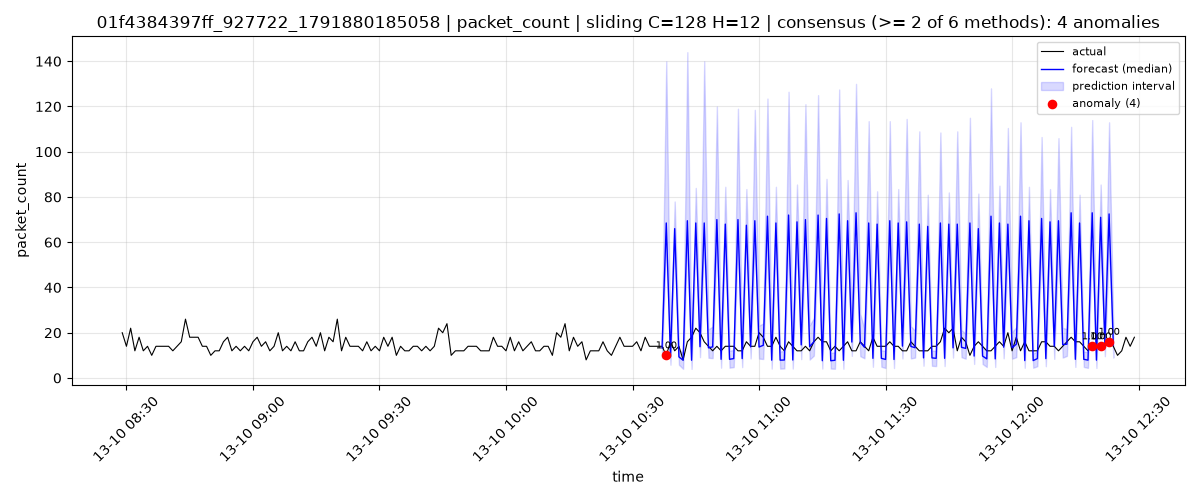 01f4384397ff_927722_1791880185058 | packet_count | sliding C=128 H=12 | consensus (>= 2 of 6 methods): 4 anomalies
actual
forecast (median)
prediction interval
anomaly (4)
packet_count
140
120
100
80
60
40
20
0
1.00
1.00
13-10 08:30
13-10 09:00
13-10 09:30
13-10 10:00
13-10 10:30
13-10 11:00
13-10 11:30
13-10 12:00
13-10 12:30
time